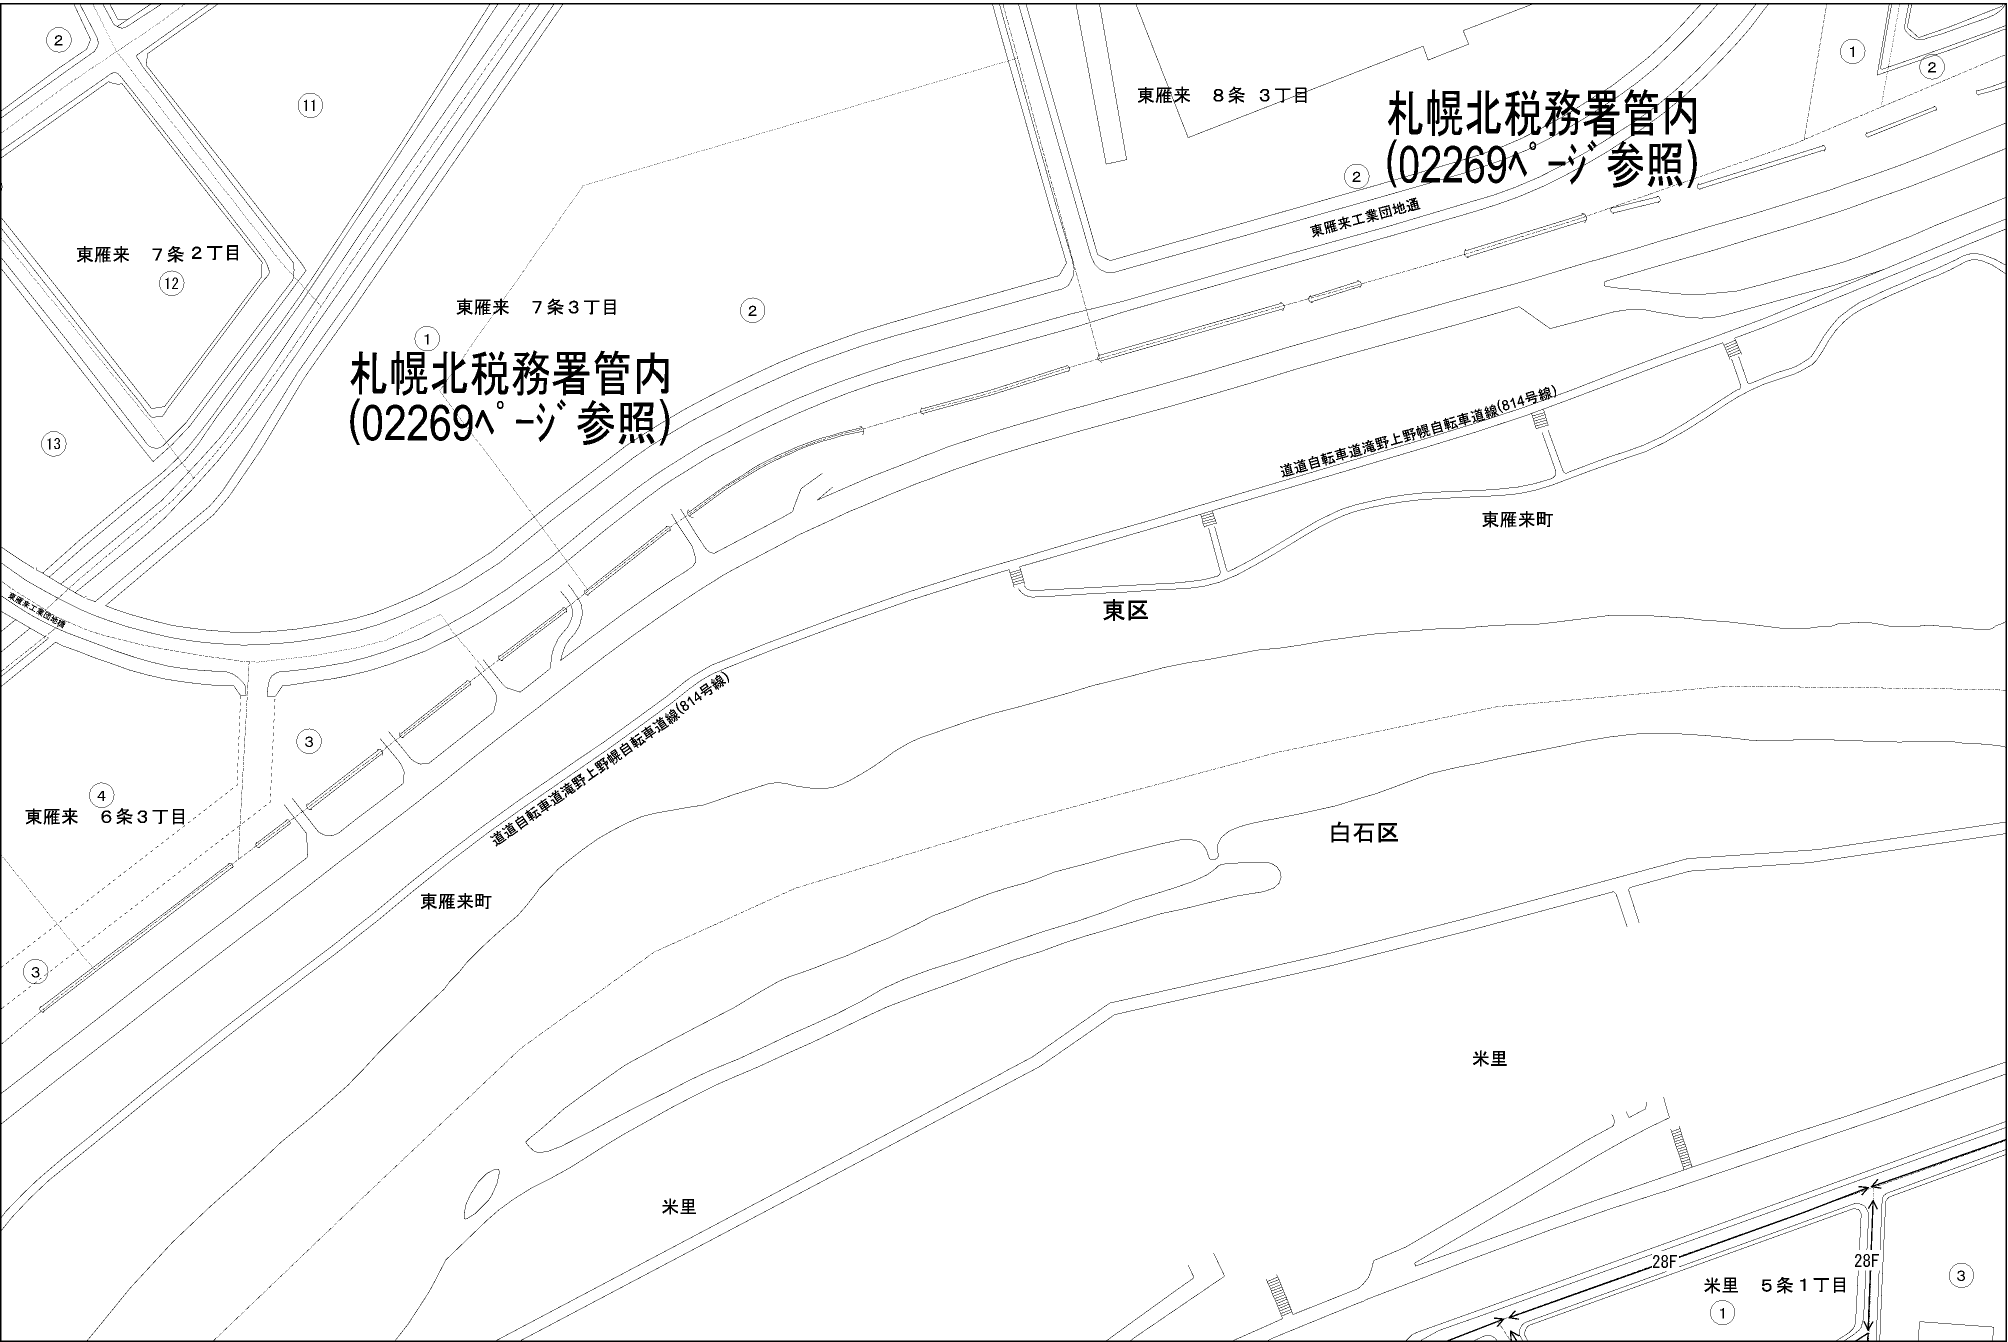 2
11
東雁来　８条 ３丁目
1
2
札幌北税務署管内
(02269ﾍﾟｰｼﾞ参照)
2
東雁来工業団地通
東雁来　７条２丁目
12
東雁来　７条３丁目
2
1
札幌北税務署管内
(02269ﾍﾟｰｼﾞ参照)
13
道道自転車道滝野上野幌自転車道線(814号線)
東雁来町
東雁来工業団地橋
東区
道道自転車道滝野上野幌自転車道線(814号線)
3
4
東雁来　６条３丁目
白石区
東雁来町
3
米里
米里
28F
28F
米里　５条１丁目
3
1